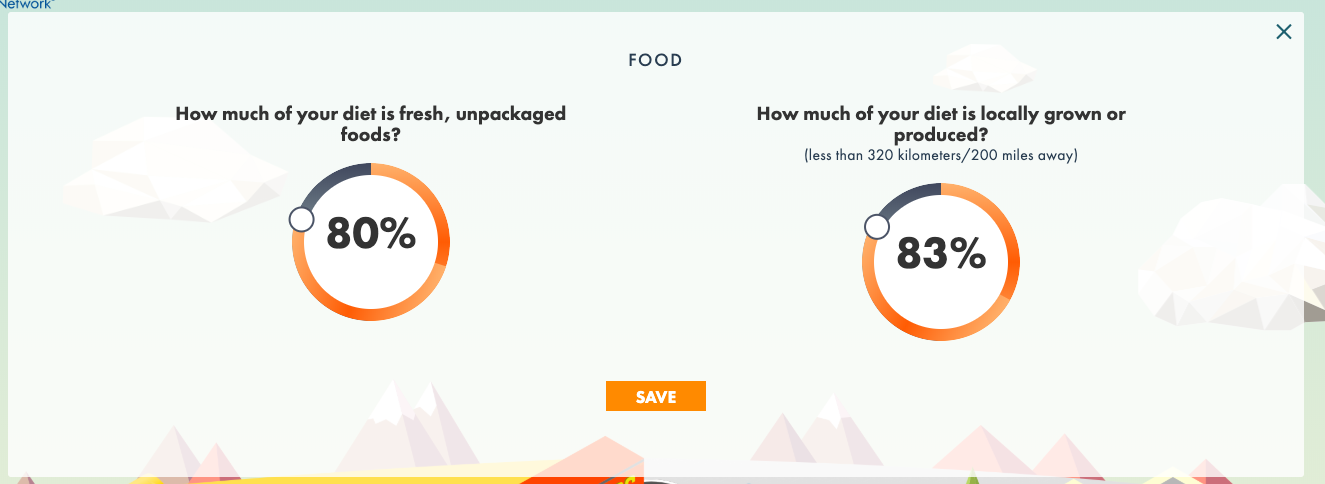 Network
FOOD
How much of your diet is fresh, unpackaged
foods?
80%
How much of your diet is locally grown or
produced?
(less than 320 kilometers/200 miles away)
83%
SAVE